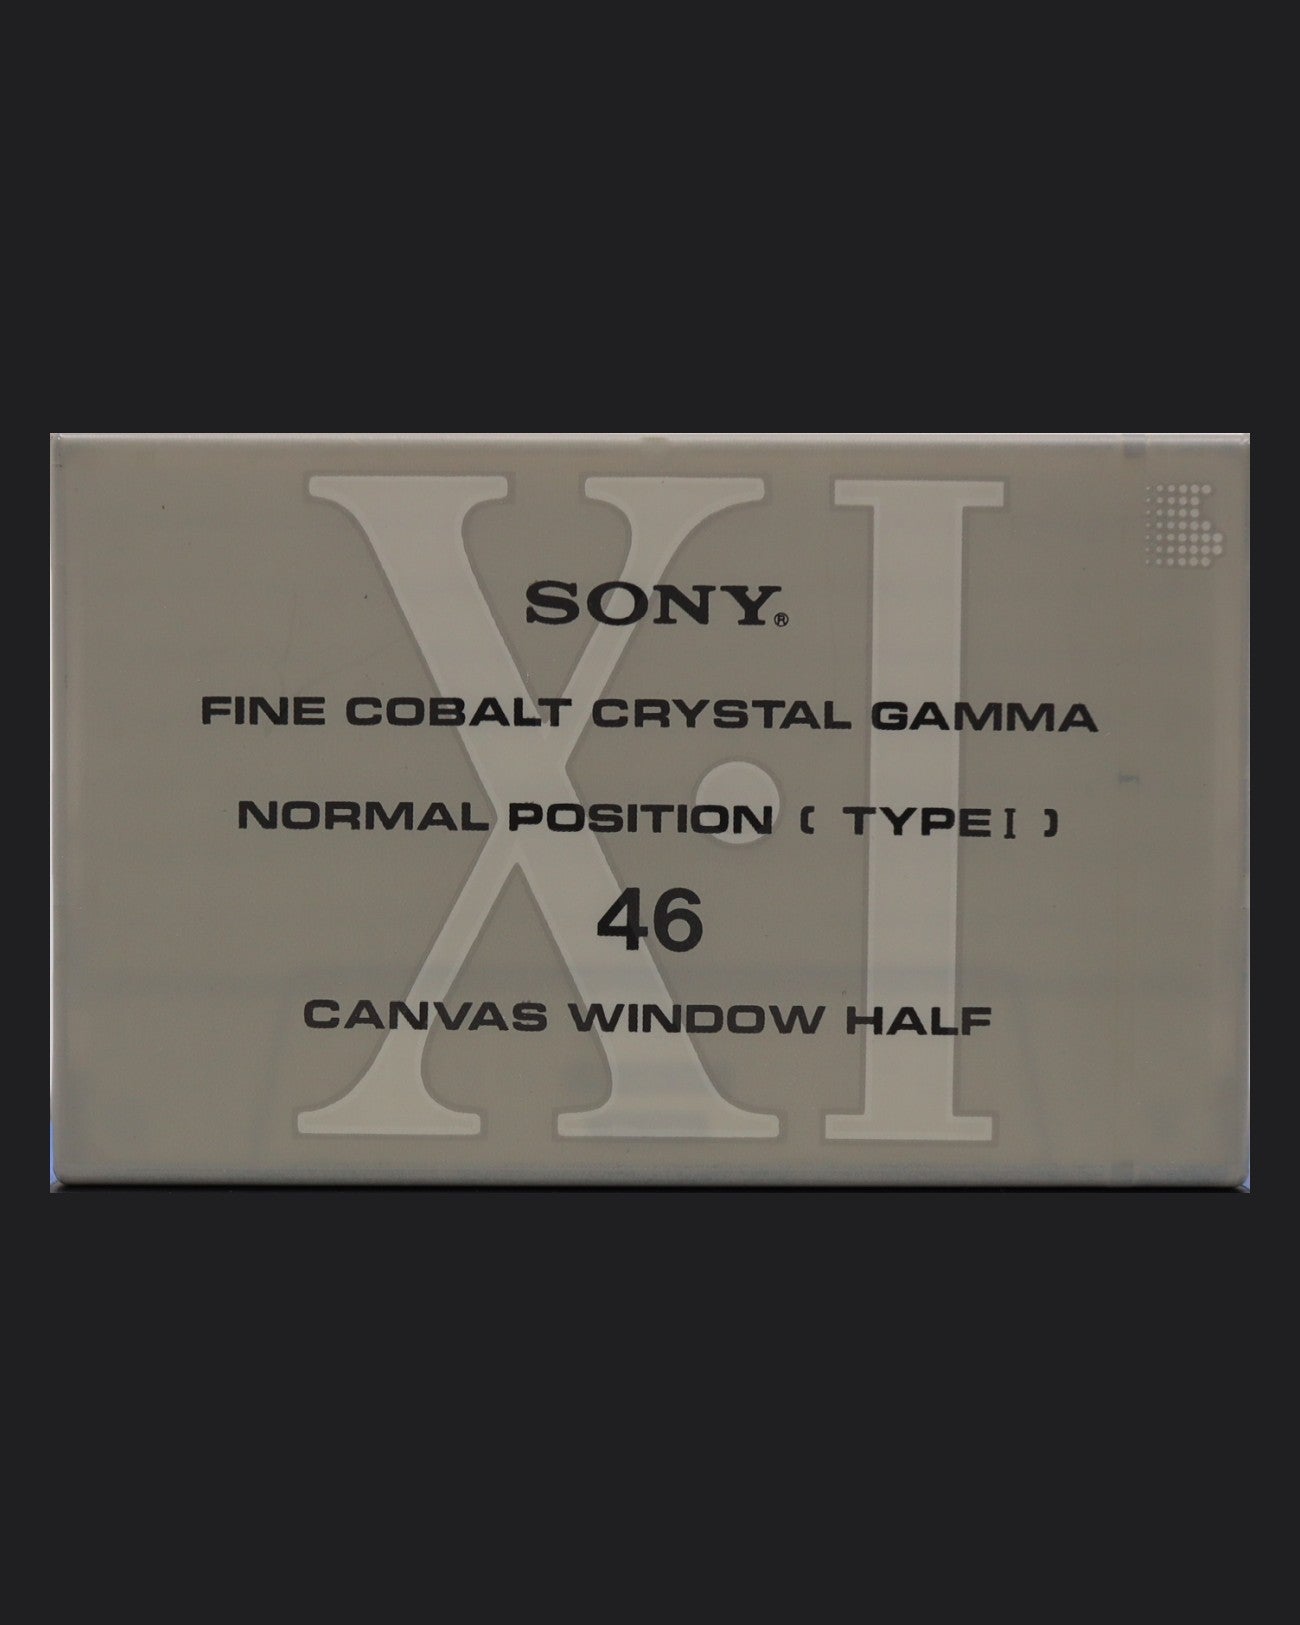 X·I
SONY®
FINE COBALT CRYSTAL GAMMA
NORMAL POSITION ( TYPE I )
46
CANVAS WINDOW HALF